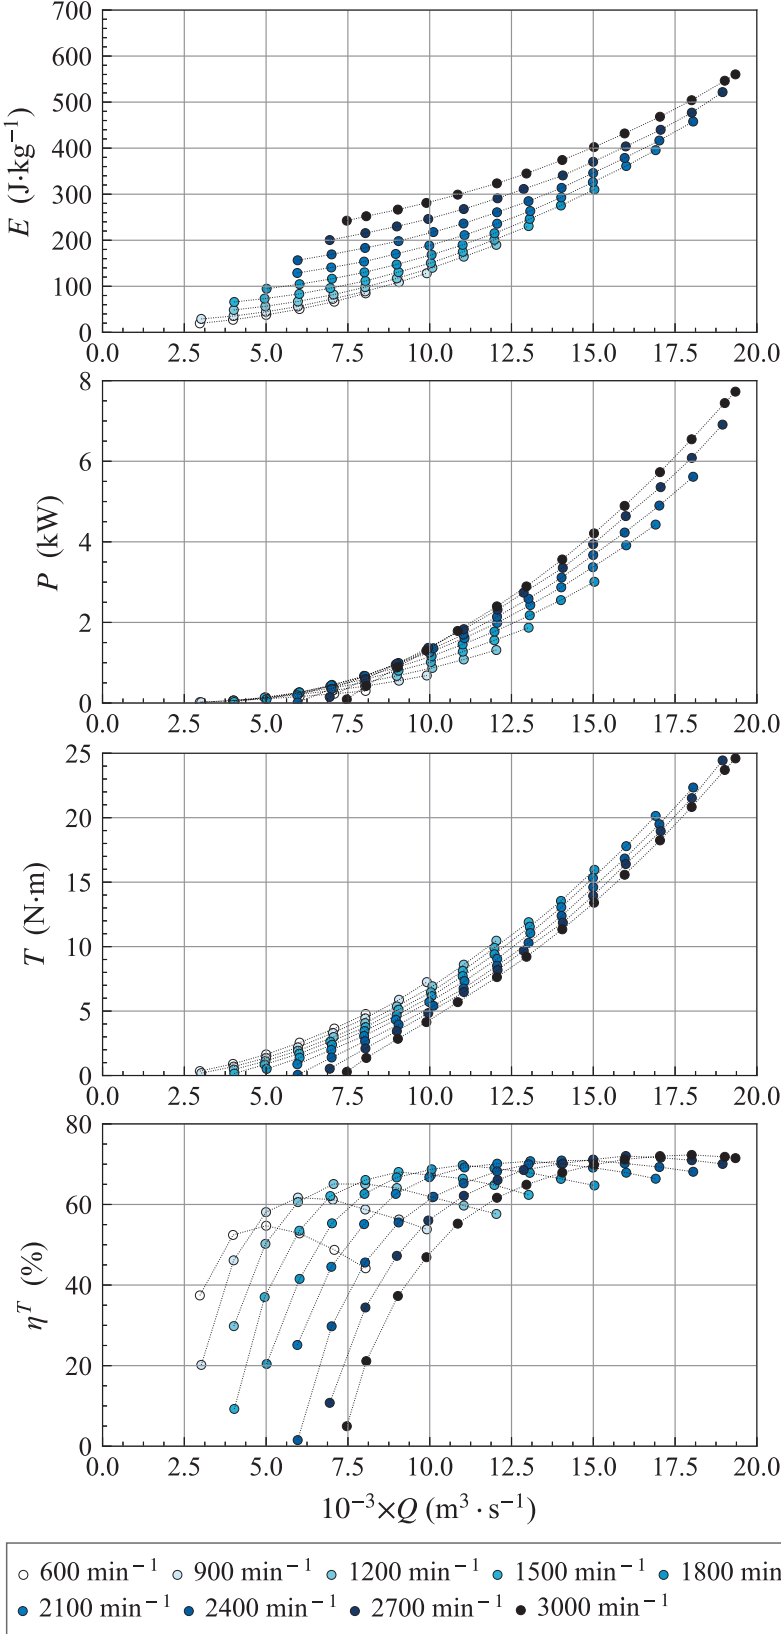 700
600
500
400
300
200
100
0
E (J·kg⁻¹)
0.0 2.5 5.0 7.5 10.0 12.5 15.0 17.5 20.0
8
6
4
2
0
P (kW)
0.0 2.5 5.0 7.5 10.0 12.5 15.0 17.5 20.0
25
20
15
10
5
0
T (N·m)
0.0 2.5 5.0 7.5 10.0 12.5 15.0 17.5 20.0
80
60
40
20
0
η^T (%)
0.0 2.5 5.0 7.5 10.0 12.5 15.0 17.5 20.0
10⁻³×Q (m³ · s⁻¹)
600 min⁻¹ 900 min⁻¹ 1200 min⁻¹ 1500 min⁻¹ 1800 mi
2100 min⁻¹ 2400 min⁻¹ 2700 min⁻¹ 3000 min⁻¹